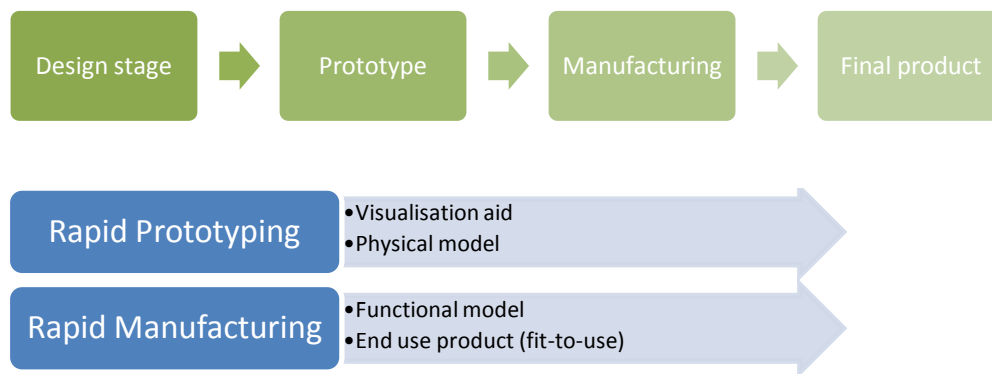 Design stage
Prototype
Manufacturing
Final product
Rapid Prototyping
•Visualisation aid
•Physical model
Rapid Manufacturing
•Functional model
•End use product (fit-to-use)